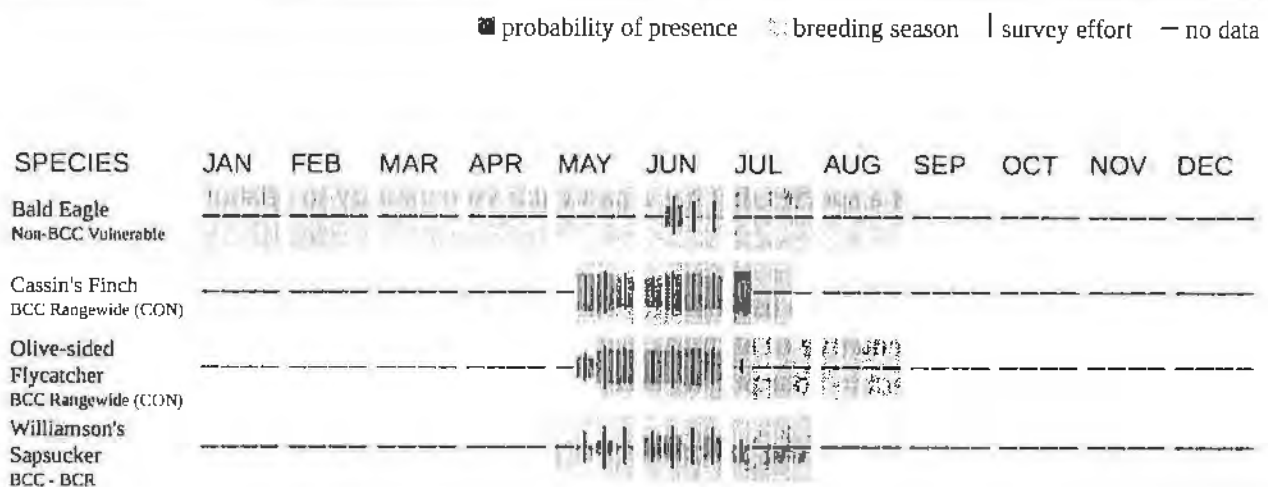 probability of presence breeding season survey effort no data
SPECIES JAN FEB MAR APR MAY JUN JUL AUG SEP OCT NOV DEC
Bald Eagle
Non-BCC Vulnerable
Cassin's Finch
BCC Rangewide (CON)
Olive-sided
Flycatcher
BCC Rangewide (CON)
Williamson's
Sapsucker
BCC - BCR